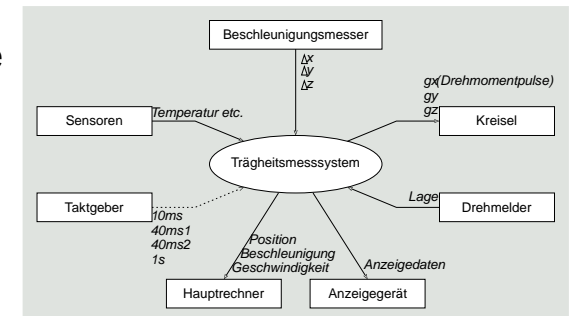 e
Beschleunigungsmesser
Δx
Δy
Δz
gx(Drehmomentpulse)
gy
gz
Sensoren
Temperatur etc.
Kreisel
Trägheitsmesssystem
Taktgeber
10ms
40ms1
40ms2
1s
Lage
Drehmelder
Position
Beschleunigung
Geschwindigkeit
Anzeigedaten
Hauptrechner
Anzeigegerät